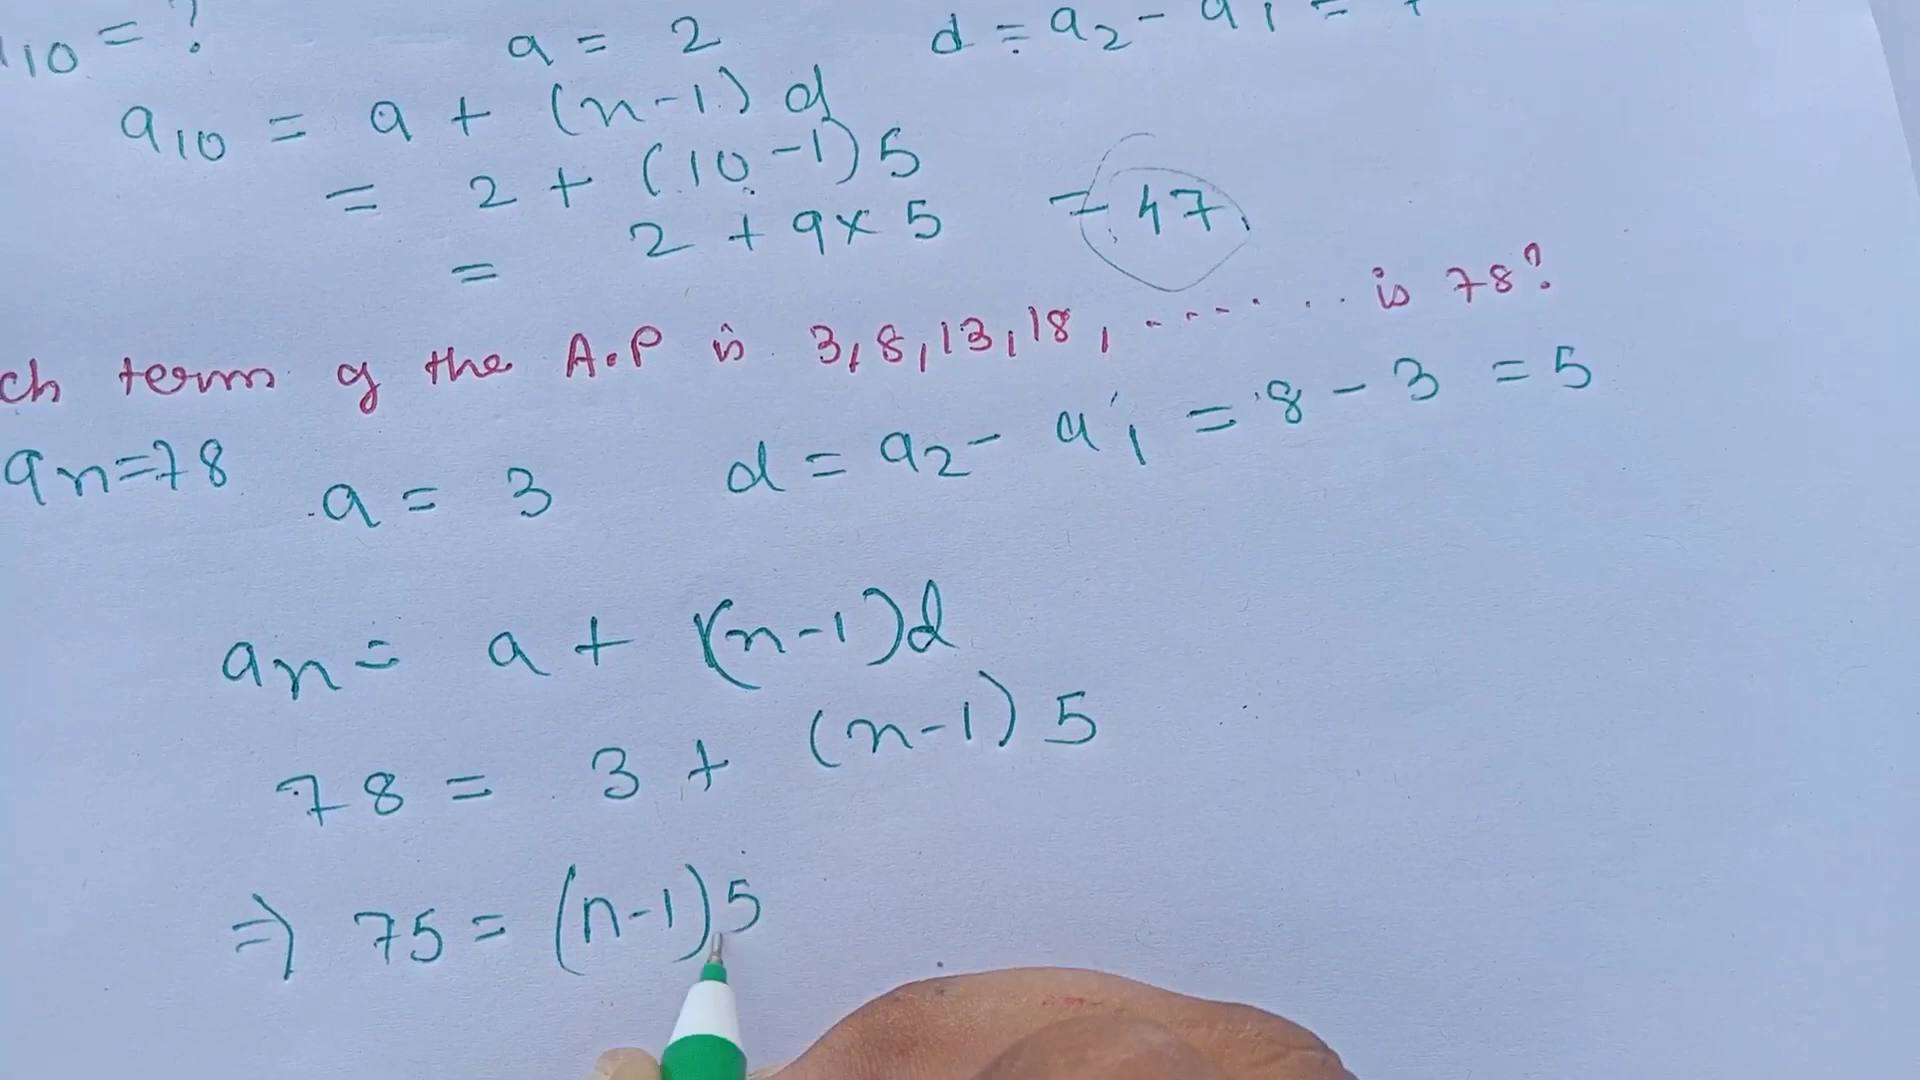 10 = ? a = 2 d = a2 - a1 =
a10 = a + (n-1) d
= 2 + (10-1) 5
= 2 + 9 x 5 = 47
ch term of the A.P is 3, 8, 13, 18, ........ is 78?
an = 78 a = 3 d = a2 - a1 = 8 - 3 = 5
an = a + (n-1)d
78 = 3 + (n-1) 5
⇒ 75 = (n-1)5